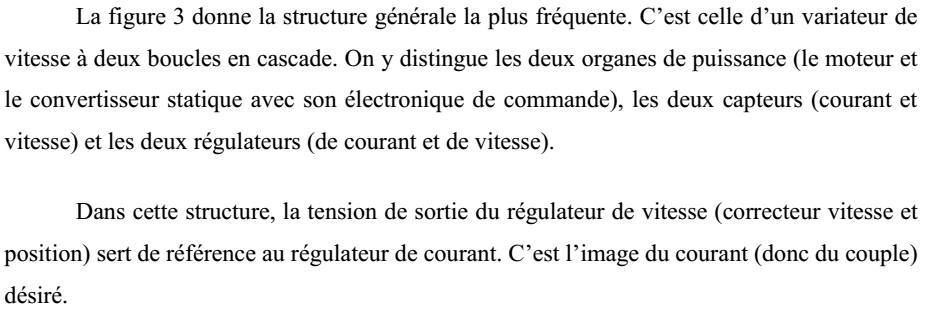 La figure 3 donne la structure générale la plus fréquente. C’est celle d’un variateur de
vitesse à deux boucles en cascade. On y distingue les deux organes de puissance (le moteur et
le convertisseur statique avec son électronique de commande), les deux capteurs (courant et
vitesse) et les deux régulateurs (de courant et de vitesse).
Dans cette structure, la tension de sortie du régulateur de vitesse (correcteur vitesse et
position) sert de référence au régulateur de courant. C’est l’image du courant (donc du couple)
désiré.